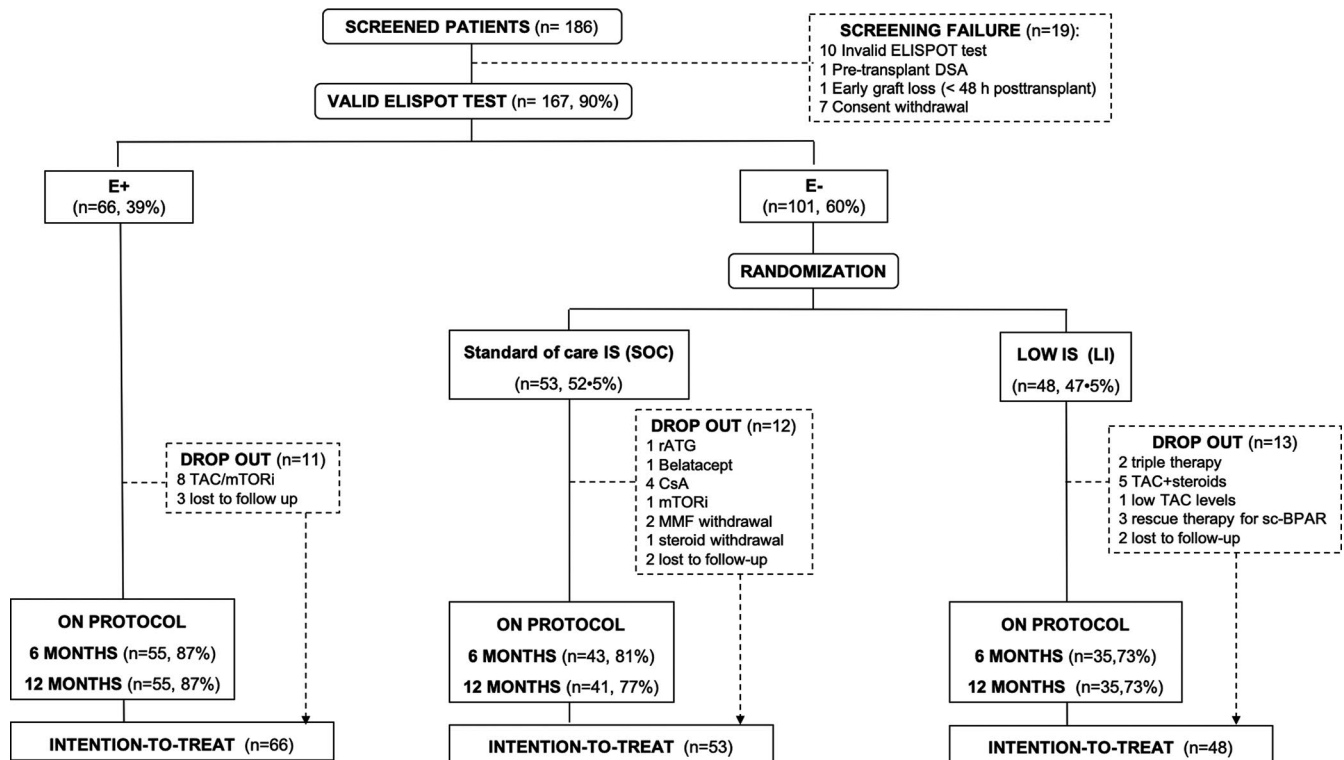 SCREENED PATIENTS (n= 186)
SCREENING FAILURE (n=19):
10 Invalid ELISPOT test
1 Pre-transplant DSA
1 Early graft loss (< 48 h posttransplant)
7 Consent withdrawal
VALID ELISPOT TEST (n= 167, 90%)
E+
(n=66, 39%)
E-
(n=101, 60%)
RANDOMIZATION
Standard of care IS (SOC)
(n=53, 52•5%)
LOW IS (LI)
(n=48, 47•5%)
DROP OUT (n=11)
8 TAC/mTORi
3 lost to follow up
DROP OUT (n=12)
1 rATG
1 Belatacept
4 CsA
1 mTORi
2 MMF withdrawal
1 steroid withdrawal
2 lost to follow-up
DROP OUT (n=13)
2 triple therapy
5 TAC+steroids
1 low TAC levels
3 rescue therapy for sc-BPAR
2 lost to follow-up
ON PROTOCOL
6 MONTHS (n=55, 87%)
12 MONTHS (n=55, 87%)
ON PROTOCOL
6 MONTHS (n=43, 81%)
12 MONTHS (n=41, 77%)
ON PROTOCOL
6 MONTHS (n=35,73%)
12 MONTHS (n=35,73%)
INTENTION-TO-TREAT (n=66)
INTENTION-TO-TREAT (n=53)
INTENTION-TO-TREAT (n=48)